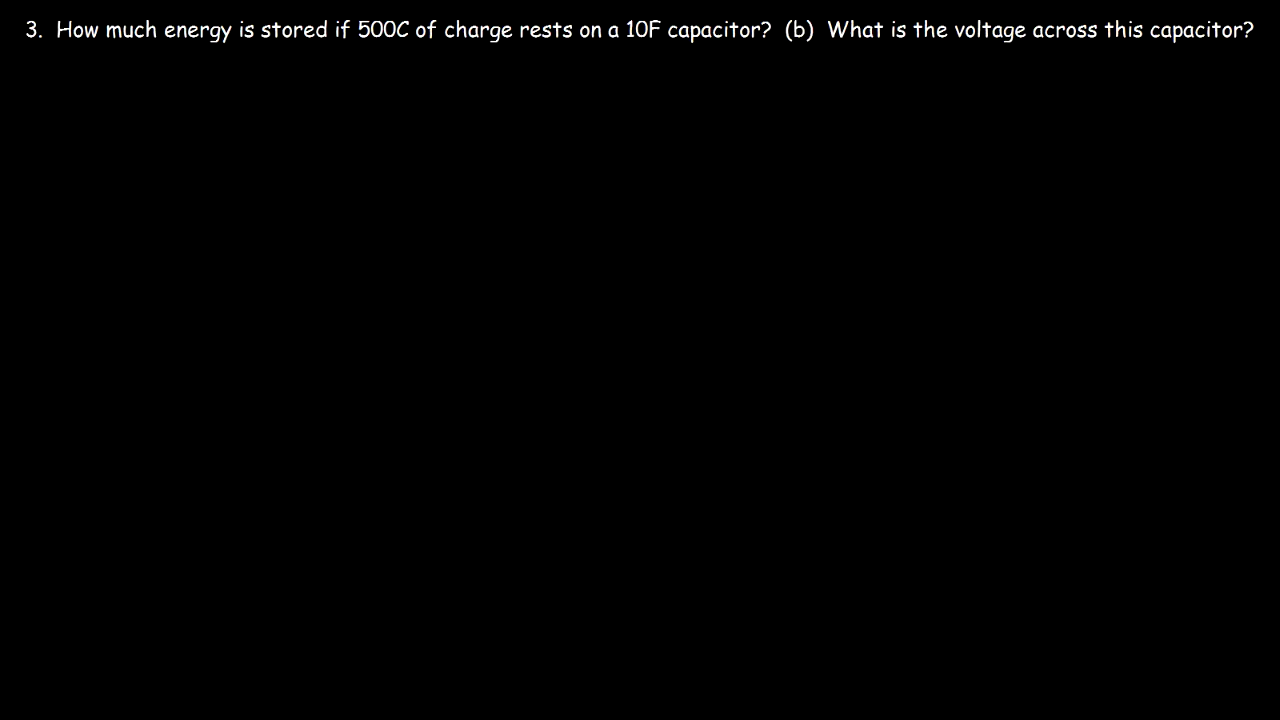 3. How much energy is stored if 500C of charge rests on a 10F capacitor? (b) What is the voltage across this capacitor?